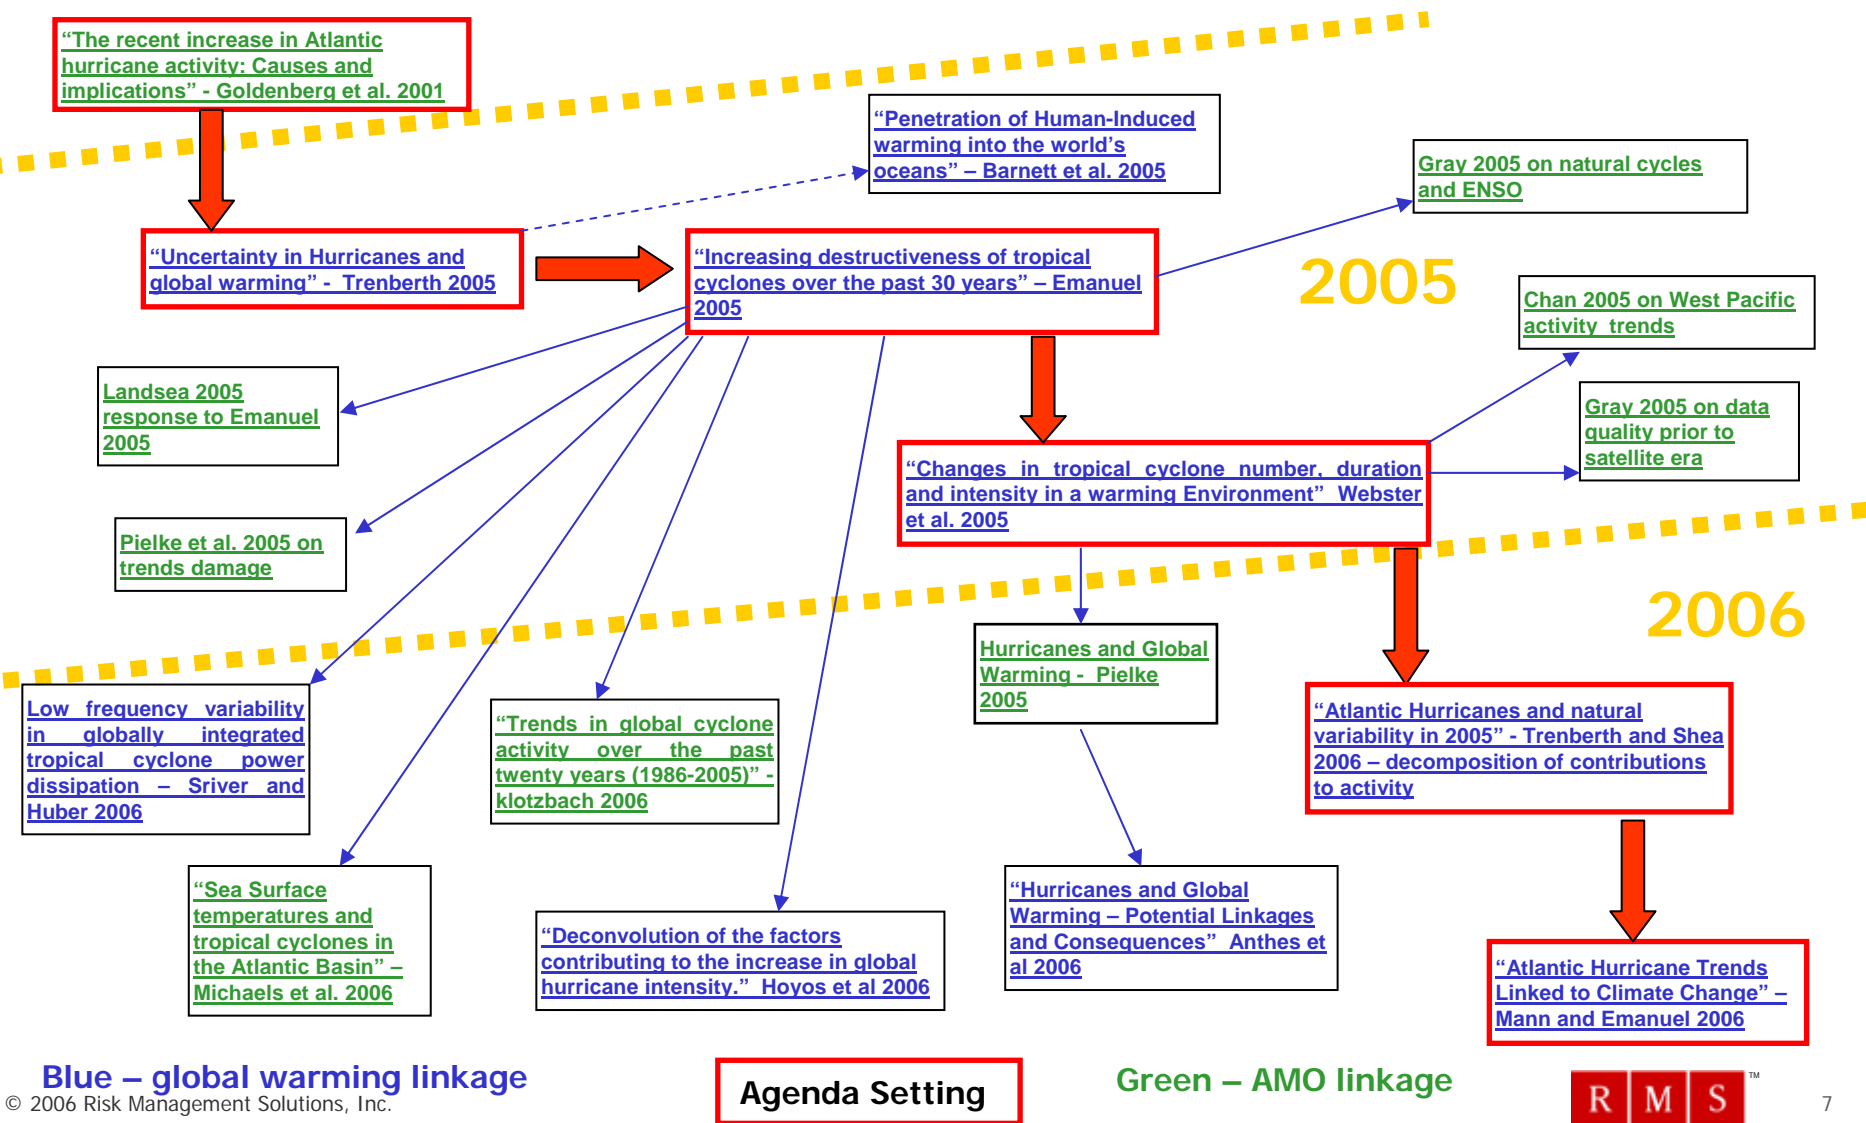 “The recent increase in Atlantic
hurricane activity: Causes and
implications” - Goldenberg et al. 2001
“Penetration of Human-Induced
warming into the world’s
oceans” – Barnett et al. 2005
Gray 2005 on natural cycles
and ENSO
“Uncertainty in Hurricanes and
global warming” - Trenberth 2005
“Increasing destructiveness of tropical
cyclones over the past 30 years” – Emanuel
2005
2005
Chan 2005 on West Pacific
activity trends
Landsea 2005
response to Emanuel
2005
Gray 2005 on data
quality prior to
satellite era
“Changes in tropical cyclone number, duration
and intensity in a warming Environment” Webster
et al. 2005
Pielke et al. 2005 on
trends damage
2006
Hurricanes and Global
Warming - Pielke
2005
Low frequency variability
in globally integrated
tropical cyclone power
dissipation – Sriver and
Huber 2006
“Trends in global cyclone
activity over the past
twenty years (1986-2005)” -
klotzbach 2006
“Atlantic Hurricanes and natural
variability in 2005” - Trenberth and Shea
2006 – decomposition of contributions
to activity
“Sea Surface
temperatures and
tropical cyclones in
the Atlantic Basin” –
Michaels et al. 2006
“Deconvolution of the factors
contributing to the increase in global
hurricane intensity.” Hoyos et al 2006
“Hurricanes and Global
Warming – Potential Linkages
and Consequences” Anthes et
al 2006
“Atlantic Hurricane Trends
Linked to Climate Change” –
Mann and Emanuel 2006
Blue – global warming linkage
Agenda Setting
Green – AMO linkage
© 2006 Risk Management Solutions, Inc.
R M S ™
7